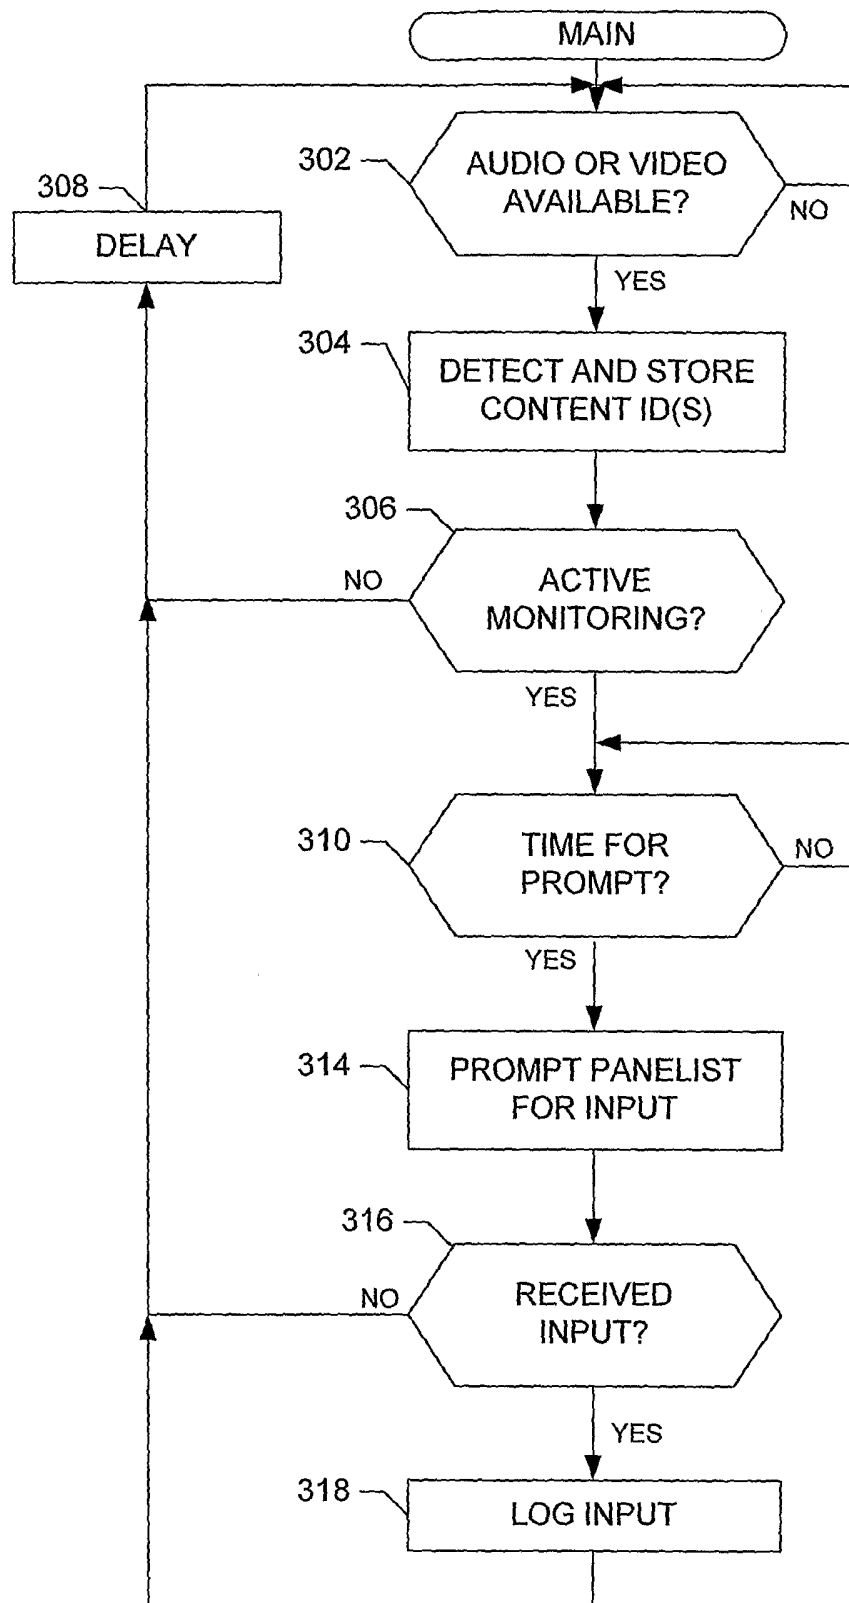 MAIN
302
AUDIO OR VIDEO
AVAILABLE?
NO
308
DELAY
YES
304
DETECT AND STORE
CONTENT ID(S)
306
NO
ACTIVE
MONITORING?
YES
310
TIME FOR
PROMPT?
NO
YES
314
PROMPT PANELIST
FOR INPUT
316
NO
RECEIVED
INPUT?
YES
318
LOG INPUT